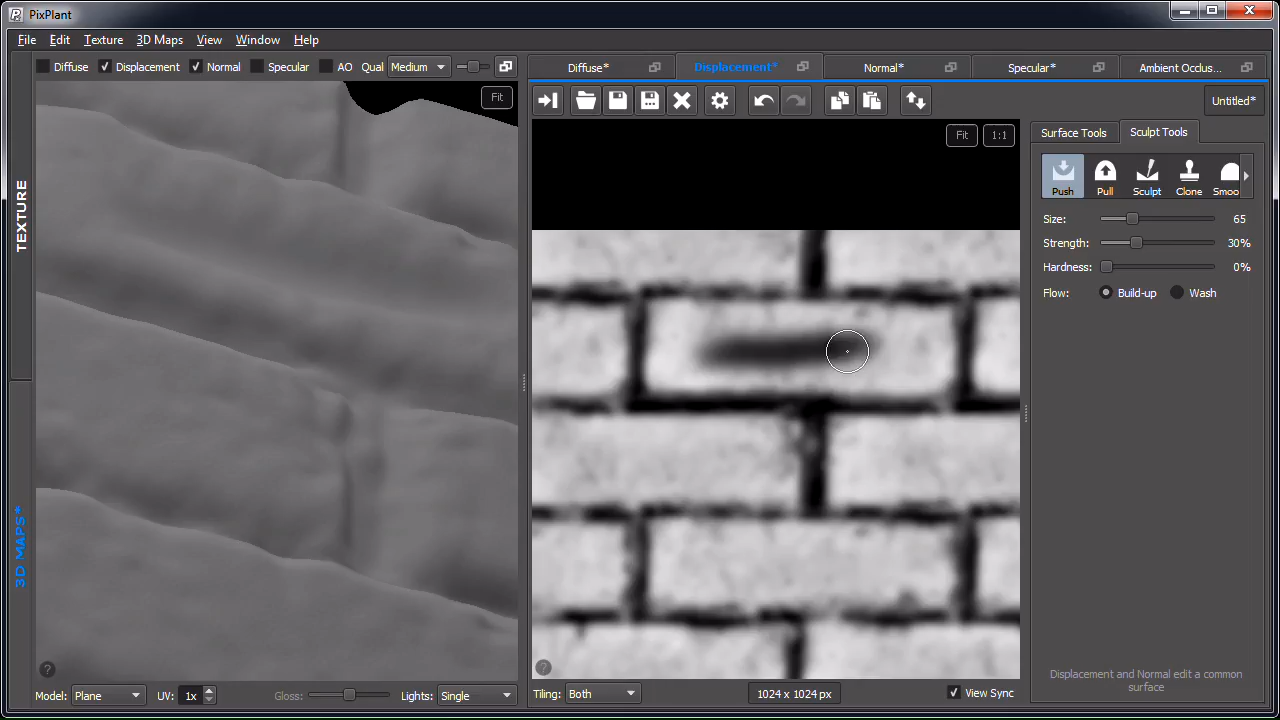 PixPlant
File Edit Texture 3D Maps View Window Help
Diffuse Displacement Normal Specular AO Qual Medium
Diffuse* Displacement* Normal* Specular* Ambient Occlus...
Fit
Fit 1:1
Untitled*
Surface Tools Sculpt Tools
Push Pull Sculpt Clone Smoo
Size: 65
Strength: 30%
Hardness: 0%
Flow: Build-up Wash
TEXTURE
3D MAPS*
?
?
Displacement and Normal edit a common
surface
Model: Plane UV: 1x Gloss: Lights: Single
Tiling: Both 1024 x 1024 px View Sync